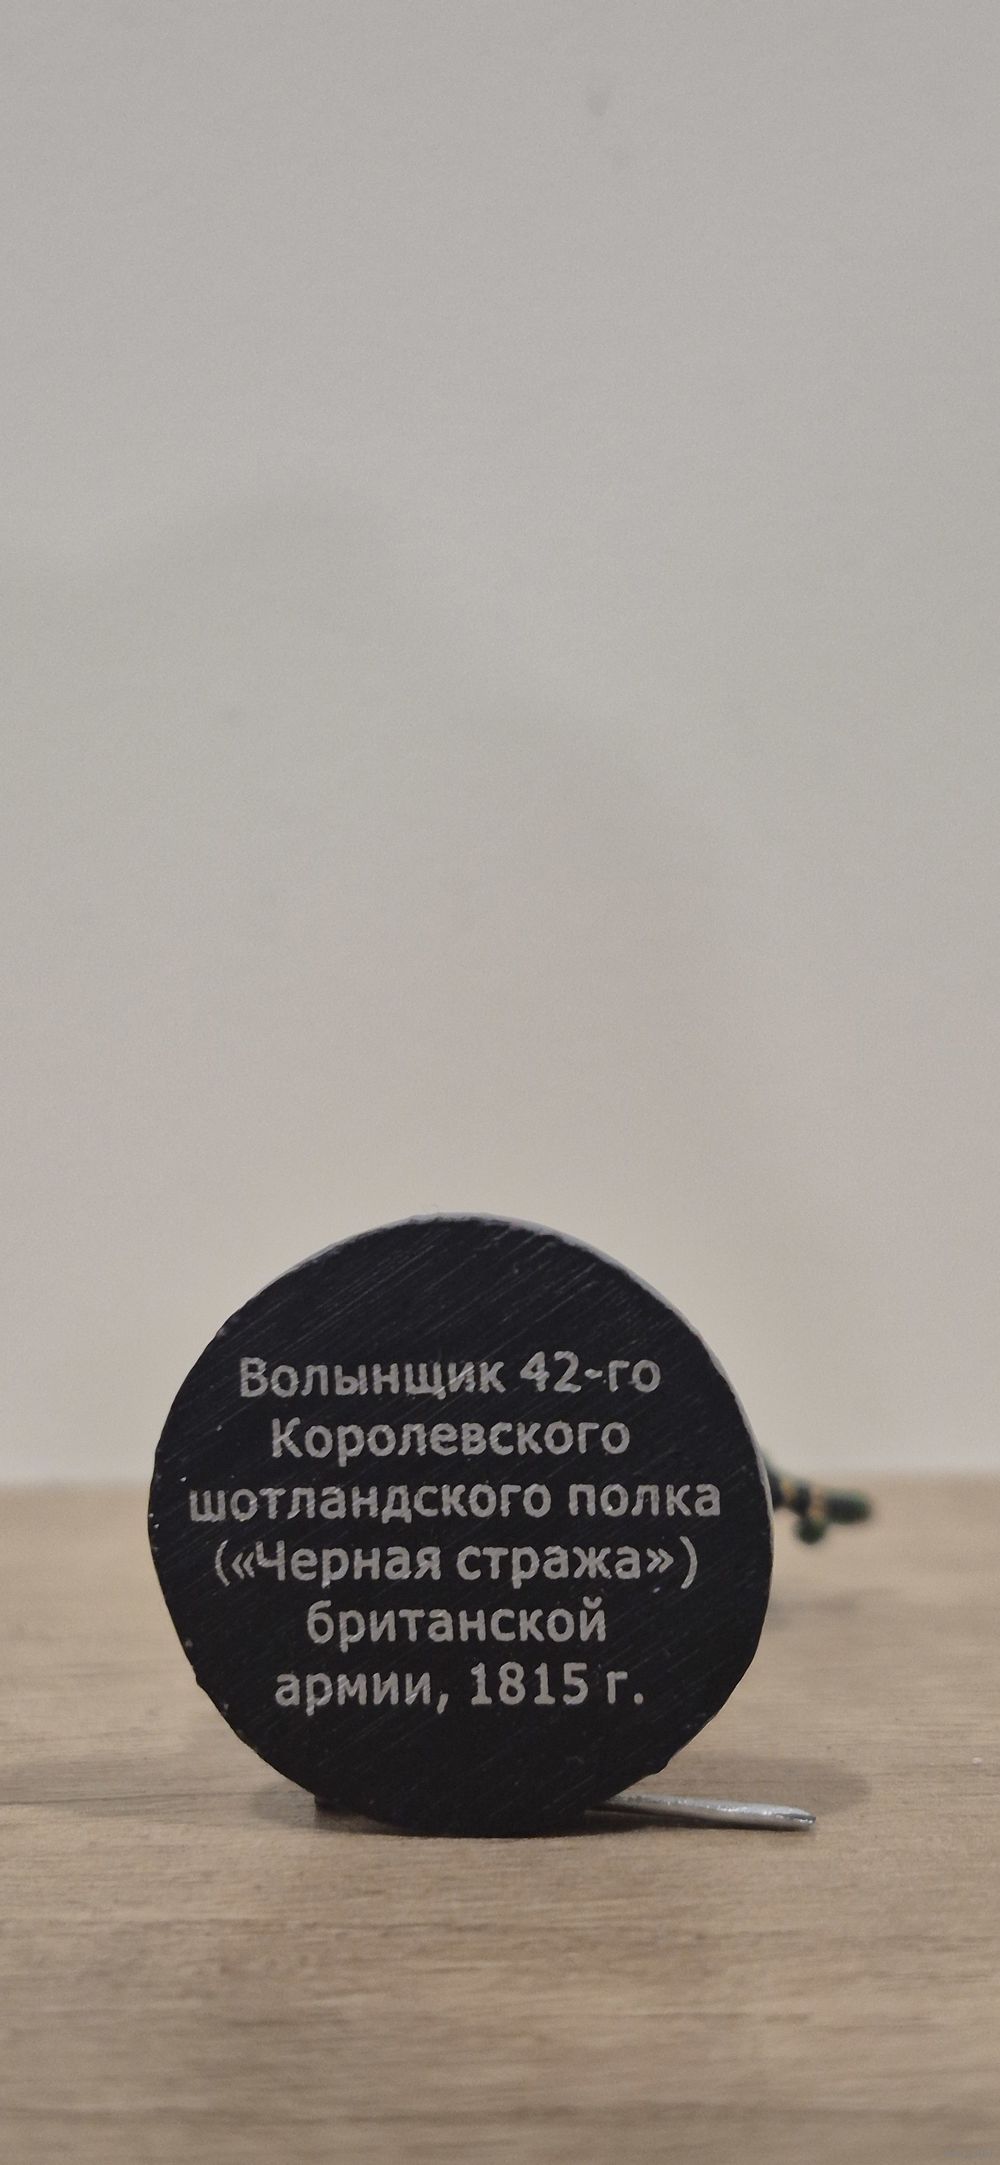 Волынщик 42-го
Королевского
шотландского полка
(«Черная стража»)
британской
армии, 1815 г.